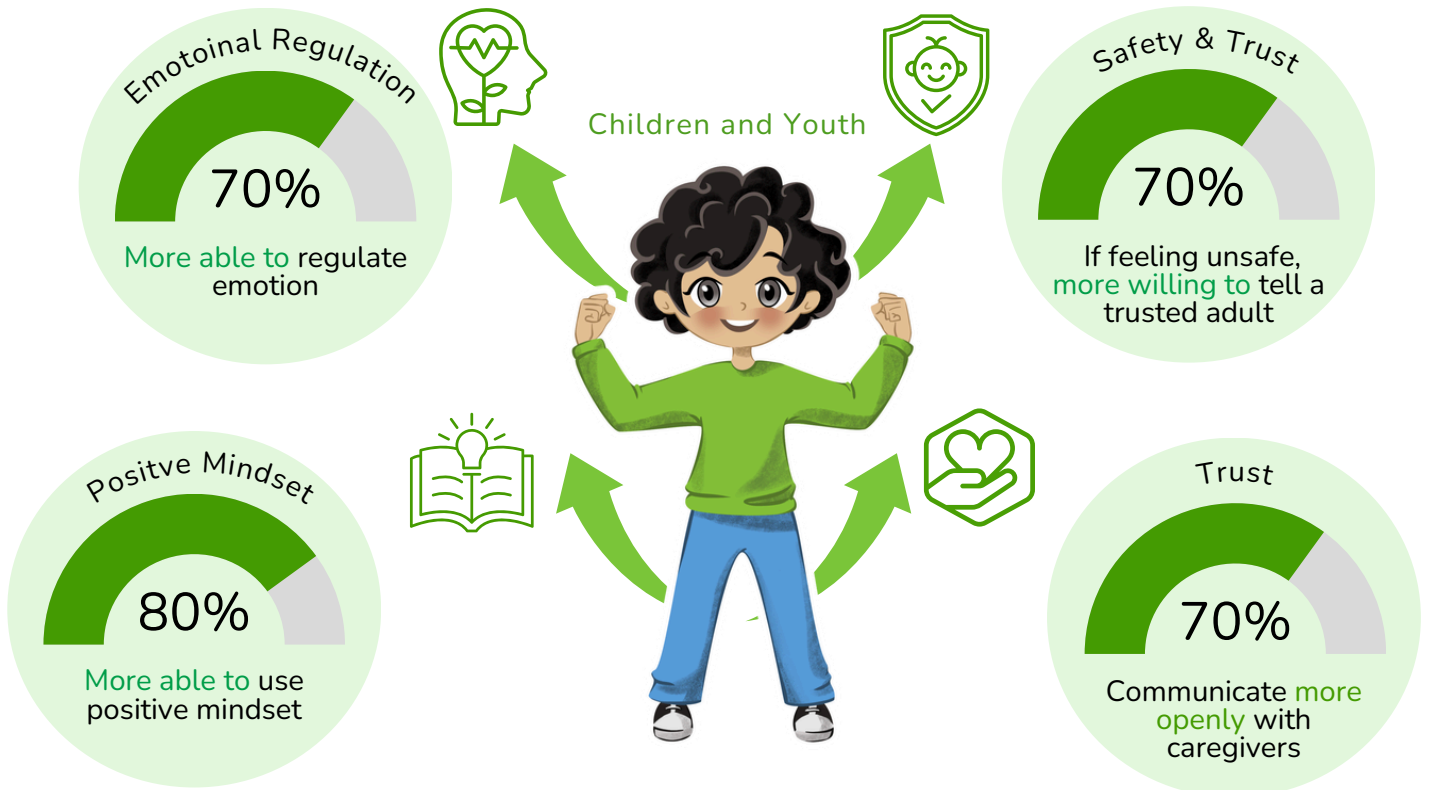 Emotoinal Regulation
70%
More able to regulate
emotion
Children and Youth
Safety & Trust
70%
If feeling unsafe,
more willing to tell a
trusted adult
Positve Mindset
80%
More able to use
positive mindset
Trust
70%
Communicate more
openly with
caregivers